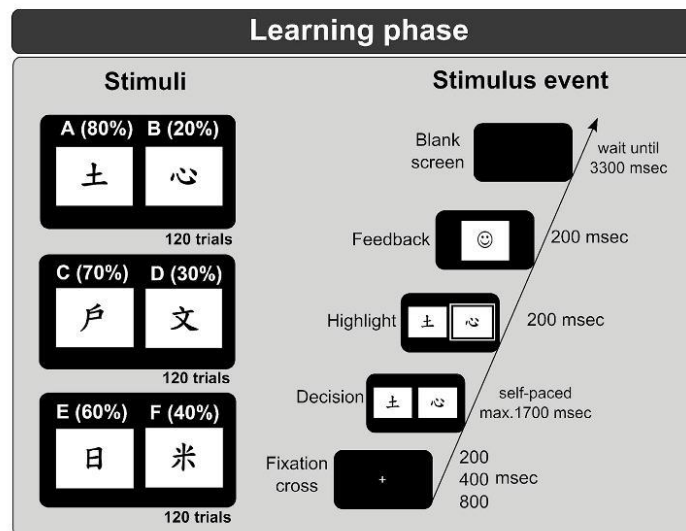 Learning phase
Stimuli
A (80%) B (20%)
土 心
120 trials
C (70%) D (30%)
戶 文
120 trials
E (60%) F (40%)
日 米
120 trials
Stimulus event
Blank
screen
wait until
3300 msec
Feedback
200 msec
Highlight
土 心
200 msec
Decision
土 心
self-paced
max.1700 msec
Fixation
cross
+
200
400 msec
800